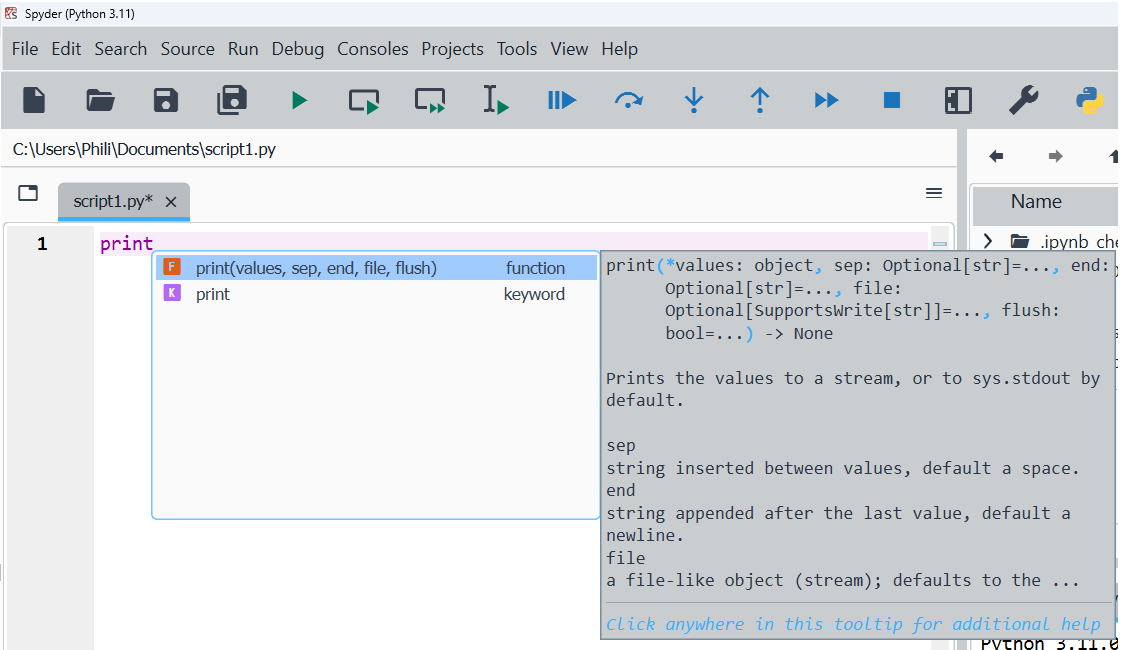 Spyder (Python 3.11)
File Edit Search Source Run Debug Consoles Projects Tools View Help
C:\Users\Phili\Documents\script1.py
script1.py*
Name
1 print
.ipynb_che
F print(values, sep, end, file, flush) function
K print keyword
print(*values: object, sep: Optional[str]=..., end:
Optional[str]=..., file:
Optional[SupportsWrite[str]]=..., flush:
bool=...) -> None
Prints the values to a stream, or to sys.stdout by
default.
sep
string inserted between values, default a space.
end
string appended after the last value, default a
newline.
file
a file-like object (stream); defaults to the ...
Click anywhere in this tooltip for additional help
Python 3.11.0